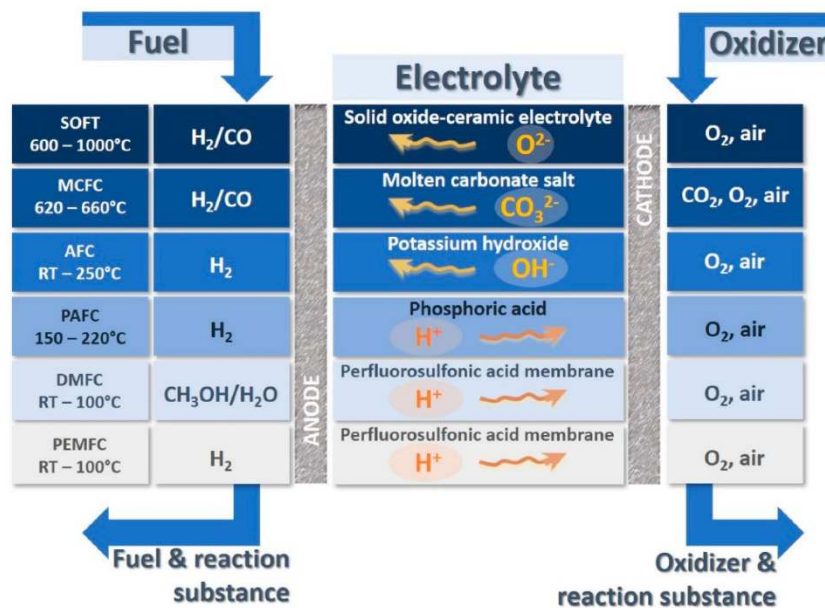 Fuel
Oxidizer
Electrolyte
SOFT
600 – 1000°C
H₂/CO
Solid oxide-ceramic electrolyte
O²⁻
O₂, air
MCFC
620 – 660°C
H₂/CO
Molten carbonate salt
CO₃²⁻
CO₂, O₂, air
AFC
RT – 250°C
H₂
Potassium hydroxide
OH⁻
O₂, air
PAFC
150 – 220°C
H₂
Phosphoric acid
H⁺
O₂, air
DMFC
RT – 100°C
CH₃OH/H₂O
Perfluorosulfonic acid membrane
H⁺
O₂, air
PEMFC
RT – 100°C
H₂
Perfluorosulfonic acid membrane
H⁺
O₂, air
ANODE
CATHODE
Fuel & reaction
substance
Oxidizer &
reaction substance